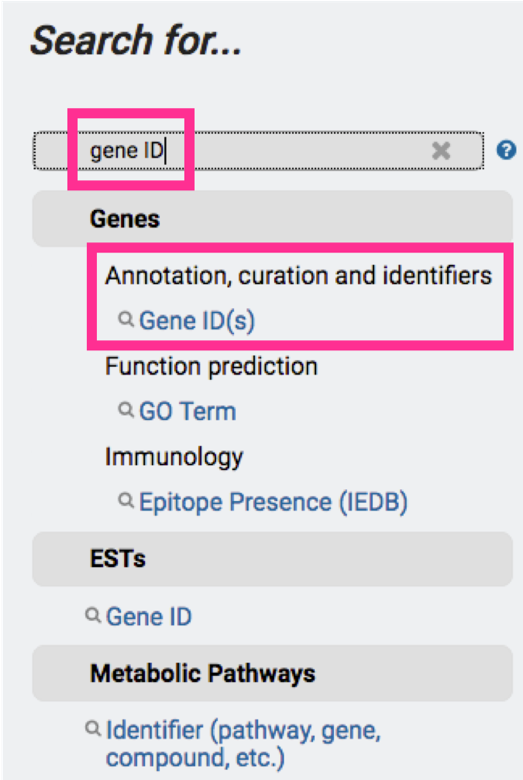 Search for...
gene ID
Genes
Annotation, curation and identifiers
Gene ID(s)
Function prediction
GO Term
Immunology
Epitope Presence (IEDB)
ESTs
Gene ID
Metabolic Pathways
Identifier (pathway, gene,
compound, etc.)